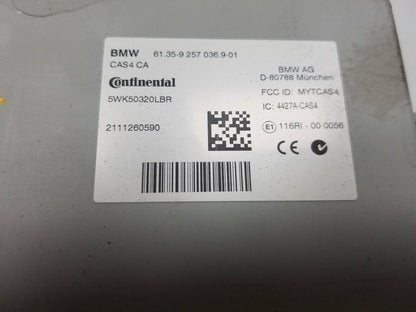 BMW 61.35-9 257 036.9-01
CAS4 CA
Continental
5WK50320LBR
2111260590
BMW AG
D-80788 München
FCC ID: MYTCAS4
IC: 4427A-CAS4
E1 116RI - 00 0056
CE